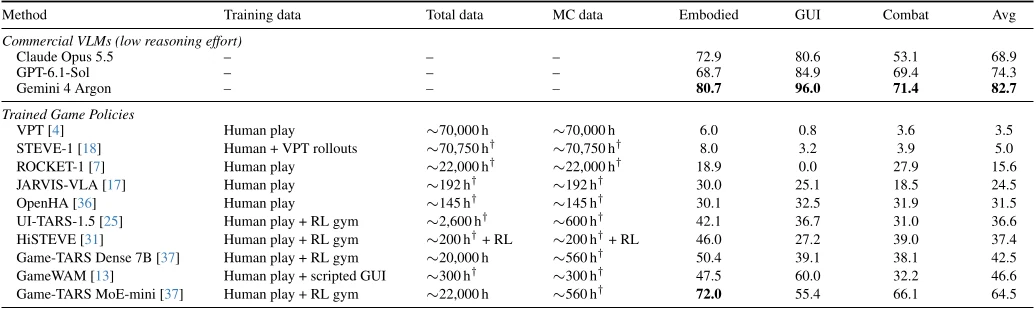 Method Training data Total data MC data Embodied GUI Combat Avg
Commercial VLMs (low reasoning effort)
Claude Opus 5.5 – – – 72.9 80.6 53.1 68.9
GPT-6.1-Sol – – – 68.7 84.9 69.4 74.3
Gemini 4 Argon – – – 80.7 96.0 71.4 82.7
Trained Game Policies
VPT [4] Human play ~70,000 h ~70,000 h 6.0 0.8 3.6 3.5
STEVE-1 [18] Human + VPT rollouts ~70,750 h† ~70,750 h† 8.0 3.2 3.9 5.0
ROCKET-1 [7] Human play ~22,000 h† ~22,000 h† 18.9 0.0 27.9 15.6
JARVIS-VLA [17] Human play ~192 h† ~192 h† 30.0 25.1 18.5 24.5
OpenHA [36] Human play ~145 h† ~145 h† 30.1 32.5 31.9 31.5
UI-TARS-1.5 [25] Human play + RL gym ~2,600 h† ~600 h† 42.1 36.7 31.0 36.6
HiSTEVE [31] Human play + RL gym ~200 h† + RL ~200 h† + RL 46.0 27.2 39.0 37.4
Game-TARS Dense 7B [37] Human play + RL gym ~20,000 h ~560 h† 50.4 39.1 38.1 42.5
GameWAM [13] Human play + scripted GUI ~300 h† ~300 h† 47.5 60.0 32.2 46.6
Game-TARS MoE-mini [37] Human play + RL gym ~22,000 h ~560 h† 72.0 55.4 66.1 64.5